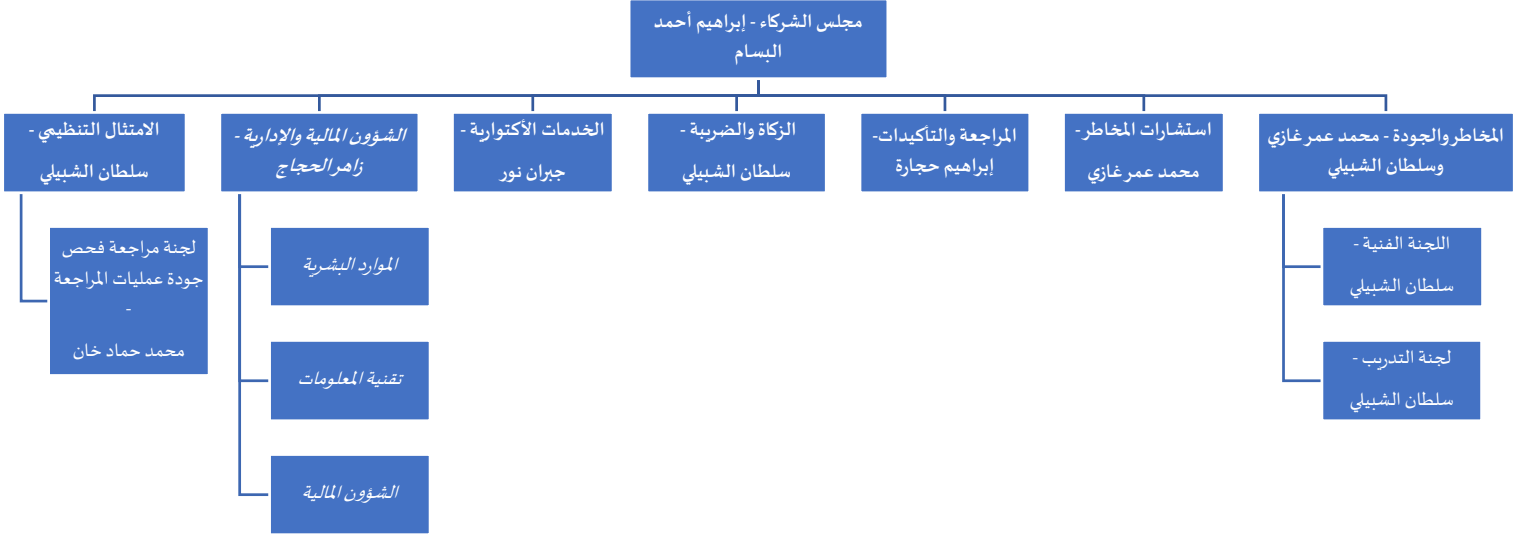 مجلس الشركاء - إبراهيم أحمد
البسام
المخاطر والجودة - محمد عمر غازي
وسلطان الشبيلي
استشارات المخاطر -
محمد عمر غازي
المراجعة والتأكيدات-
إبراهيم حجارة
الزكاة والضريبة -
سلطان الشبيلي
الخدمات الأكتوارية -
جبران نور
الشؤون المالية والإدارية -
زاهر الحجاج
الامتثال التنظيمي -
سلطان الشبيلي
اللجنة الفنية -
سلطان الشبيلي
لجنة التدريب -
سلطان الشبيلي
الموارد البشرية
تقنية المعلومات
الشؤون المالية
لجنة مراجعة فحص
جودة عمليات المراجعة
-
محمد حماد خان